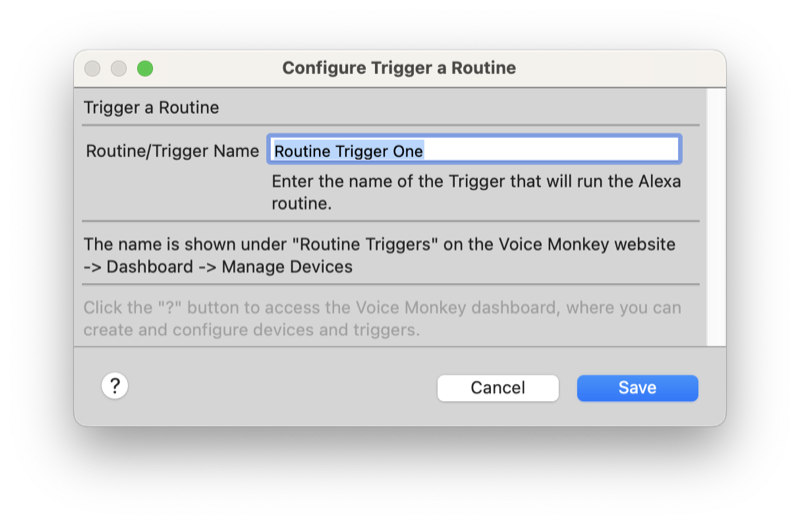 Configure Trigger a Routine
Trigger a Routine
Routine/Trigger Name Routine Trigger One
Enter the name of the Trigger that will run the Alexa
routine.
The name is shown under "Routine Triggers" on the Voice Monkey website
-> Dashboard -> Manage Devices
Click the "?" button to access the Voice Monkey dashboard, where you can
create and configure devices and triggers.
? Cancel Save